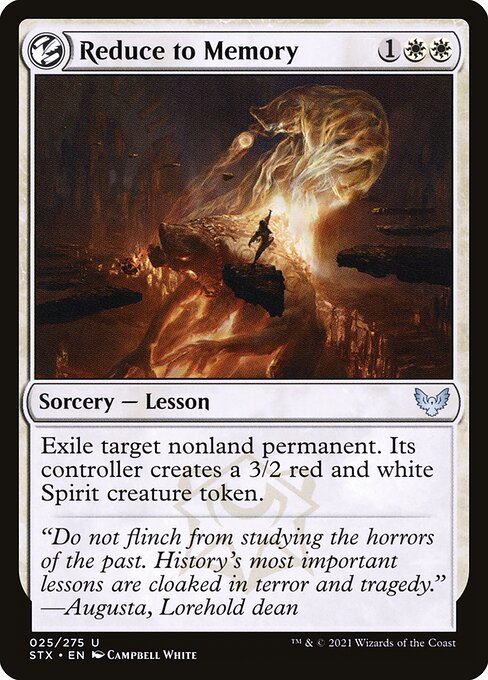 Reduce to Memory 1
Sorcery — Lesson
Exile target nonland permanent. Its
controller creates a 3/2 red and white
Spirit creature token.
“Do not flinch from studying the horrors
of the past. History’s most important
lessons are cloaked in terror and tragedy.”
—Augusta, Lorehold dean
025/275 U
STX • EN Campbell White
™ & © 2021 Wizards of the Coast